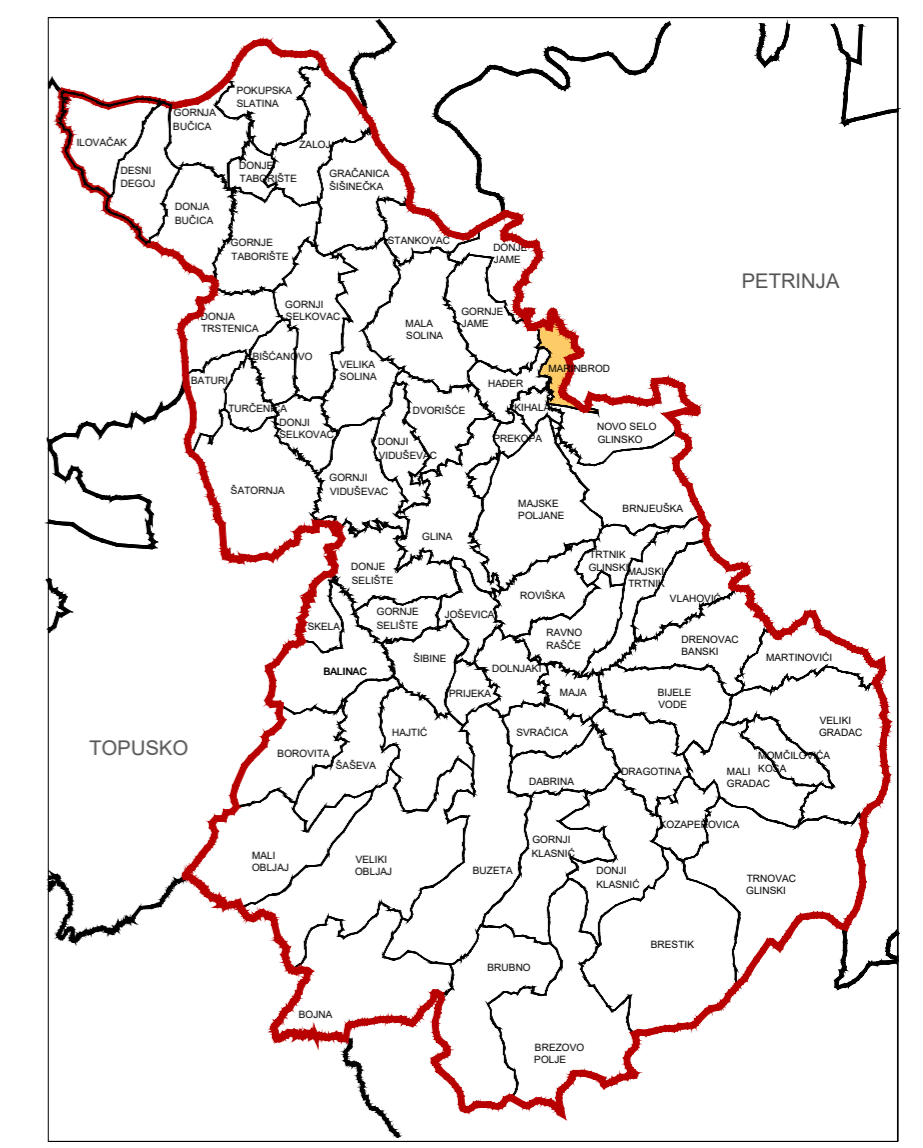 POKUPSKA
SLATINA
GORNJA
BUČICA
ILOVAČAK
ZALOJ
DESNI
DEGOJ
DONJE
TABORIŠTE
GRAČANICA
ŠIŠINEČKA
DONJA
BUČICA
GORNJE
TABORIŠTE
STANKOVAC
DONJE
JAME
PETRINJA
DONJA
TRSTENICA
GORNJI
SELKOVAC
MALA
SOLINA
GORNJE
JAME
BIŠĆANOVO
VELIKA
SOLINA
MARINBROD
BATURI
HAĐER
TURČENICA
DVORIŠĆE
KIHALA
DONJI
SELKOVAC
DONJI
VIDUŠEVAC
PREKOPA
NOVO SELO
GLINSKO
ŠATORNJA
GORNJI
VIDUŠEVAC
MAJSKE
POLJANE
BRNJEUŠKA
GLINA
DONJE
SELIŠTE
TRTNIK
GLINSKI
MAJSKI
TRTNIK
ROVIŠKA
VLAHOVIĆ
SKELA
GORNJE
SELIŠTE
JOŠEVICA
RAVNO
RAŠČE
DRENOVAC
BANSKI
MARTINOVIĆI
BALINAC
ŠIBINE
DOLNJAKI
PRIJEKA
MAJA
BIJELE
VODE
VELIKI
GRADAC
TOPUSKO
BOROVITA
ŠAŠEVA
HAJTIĆ
SVRAČICA
DABRINA
DRAGOTINA
MALI
GRADAC
MOMČILOVIĆA
KOSA
KOZAPEROVICA
MALI
OBLJAJ
VELIKI
OBLJAJ
BUZETA
GORNJI
KLASNIĆ
DONJI
KLASNIĆ
TRNOVAC
GLINSKI
BRESTIK
BRUBNO
BOJNA
BREZOVO
POLJE